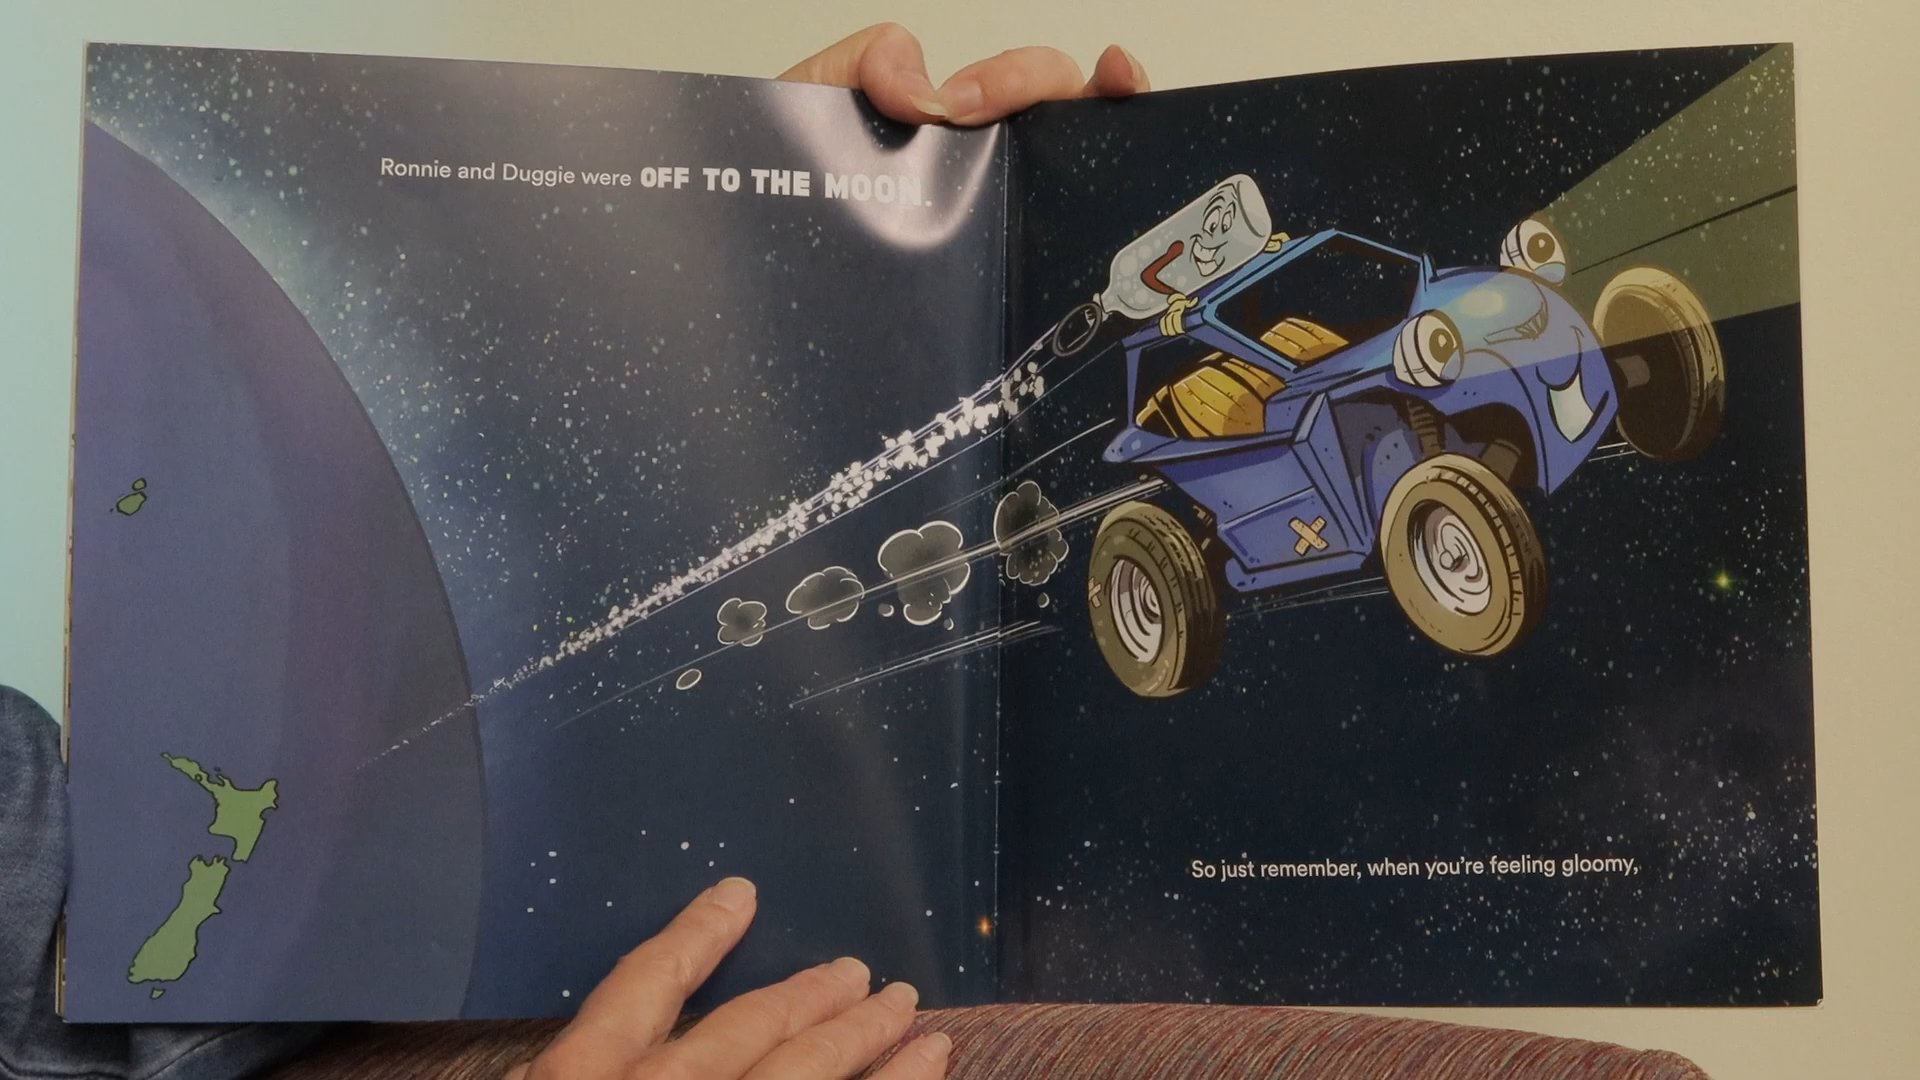 Ronnie and Duggie were OFF TO THE MOON.
So just remember, when you're feeling gloomy,